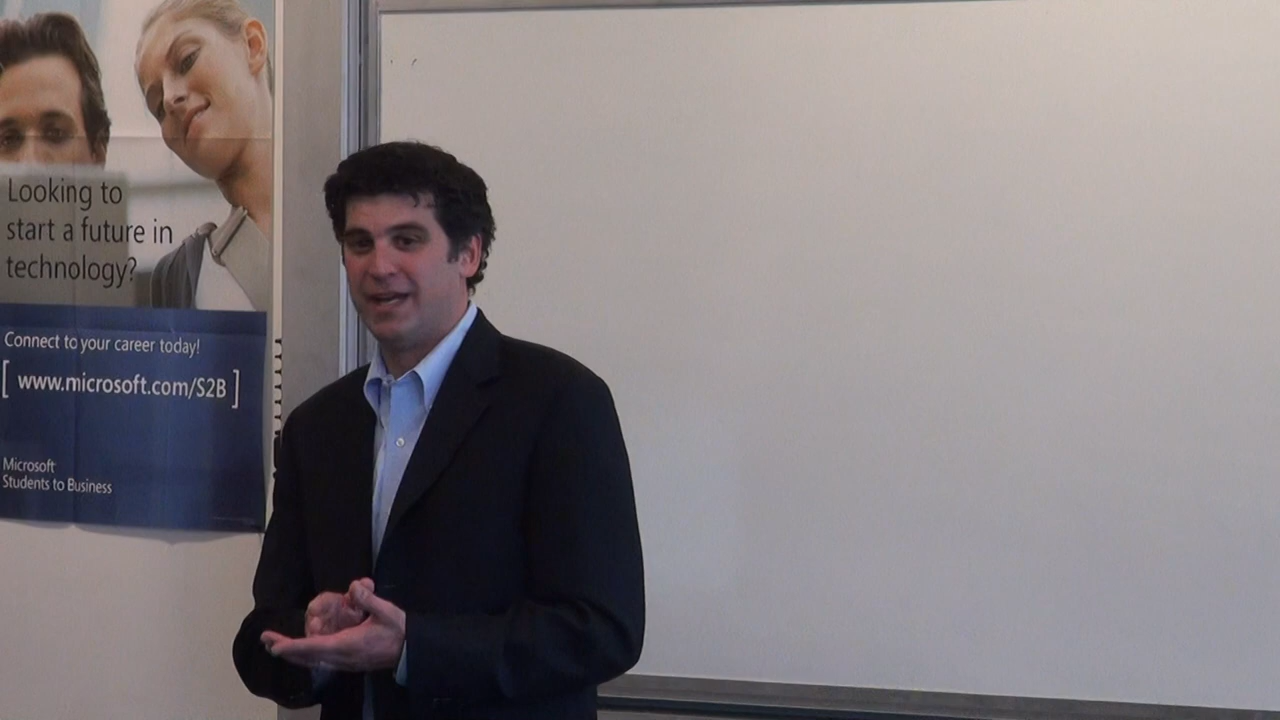 Looking to
start a future in
technology?
Connect to your career today!
[ www.microsoft.com/S2B ]
Microsoft
Students to Business